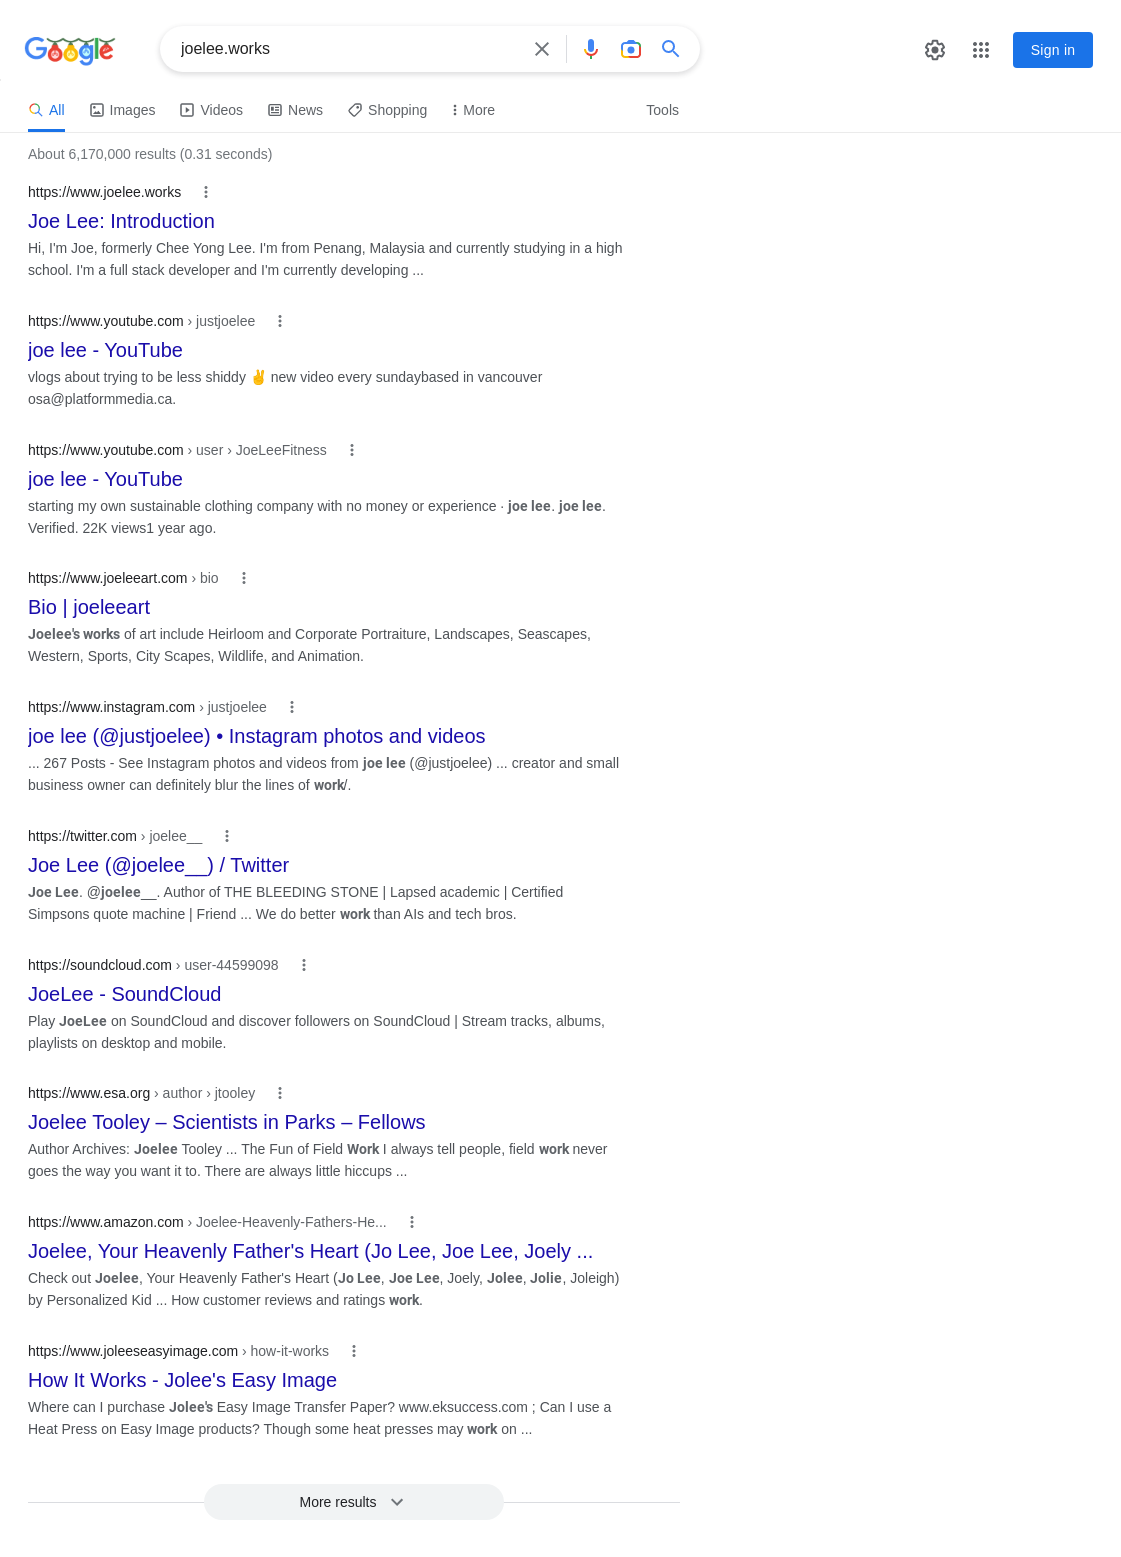 Google
joelee.works
Sign in
All
Images
Videos
News
Shopping
More
Tools
About 6,170,000 results (0.31 seconds)
https://www.joelee.works
Joe Lee: Introduction
Hi, I'm Joe, formerly Chee Yong Lee. I'm from Penang, Malaysia and currently studying in a high
school. I'm a full stack developer and I'm currently developing ...
https://www.youtube.com › justjoelee
joe lee - YouTube
vlogs about trying to be less shiddy ✌ new video every sundaybased in vancouver
osa@platformmedia.ca.
https://www.youtube.com › user › JoeLeeFitness
joe lee - YouTube
starting my own sustainable clothing company with no money or experience · joe lee. joe lee.
Verified. 22K views1 year ago.
https://www.joeleeart.com › bio
Bio | joeleeart
Joelee's works of art include Heirloom and Corporate Portraiture, Landscapes, Seascapes,
Western, Sports, City Scapes, Wildlife, and Animation.
https://www.instagram.com › justjoelee
joe lee (@justjoelee) • Instagram photos and videos
... 267 Posts - See Instagram photos and videos from joe lee (@justjoelee) ... creator and small
business owner can definitely blur the lines of work/.
https://twitter.com › joelee__
Joe Lee (@joelee__) / Twitter
Joe Lee. @joelee__. Author of THE BLEEDING STONE | Lapsed academic | Certified
Simpsons quote machine | Friend ... We do better work than AIs and tech bros.
https://soundcloud.com › user-44599098
JoeLee - SoundCloud
Play JoeLee on SoundCloud and discover followers on SoundCloud | Stream tracks, albums,
playlists on desktop and mobile.
https://www.esa.org › author › jtooley
Joelee Tooley – Scientists in Parks – Fellows
Author Archives: Joelee Tooley ... The Fun of Field Work I always tell people, field work never
goes the way you want it to. There are always little hiccups ...
https://www.amazon.com › Joelee-Heavenly-Fathers-He...
Joelee, Your Heavenly Father's Heart (Jo Lee, Joe Lee, Joely ...
Check out Joelee, Your Heavenly Father's Heart (Jo Lee, Joe Lee, Joely, Jolee, Jolie, Joleigh)
by Personalized Kid ... How customer reviews and ratings work.
https://www.joleeseasyimage.com › how-it-works
How It Works - Jolee's Easy Image
Where can I purchase Jolee's Easy Image Transfer Paper? www.eksuccess.com ; Can I use a
Heat Press on Easy Image products? Though some heat presses may work on ...
More results